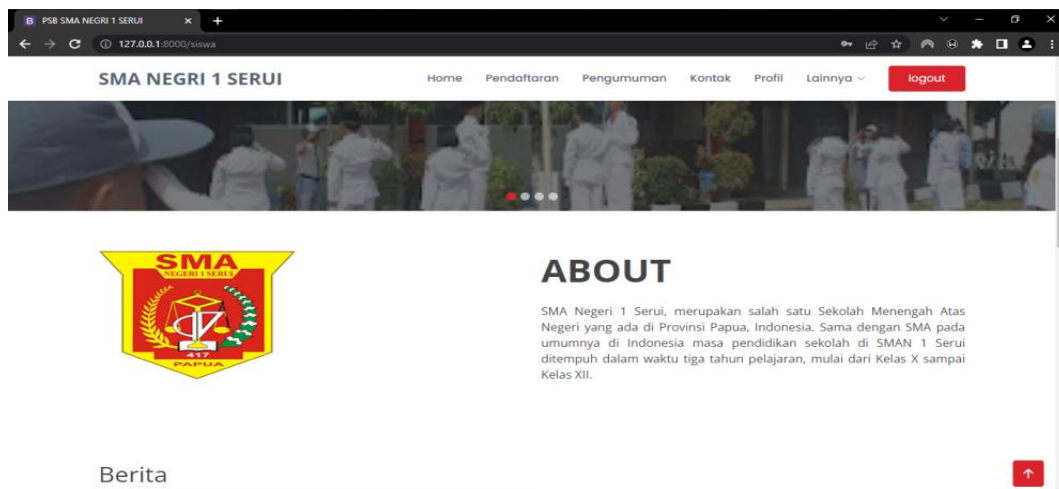 PSB SMA NEGRI 1 SERUI
127.0.0.1:8000/siswa
SMA NEGRI 1 SERUI
Home Pendaftaran Pengumuman Kontak Profil Lainnya logout
SMA
NEGERI 1 SERUI
417
PAPUA
ABOUT
SMA Negeri 1 Serui, merupakan salah satu Sekolah Menengah Atas
Negeri yang ada di Provinsi Papua, Indonesia. Sama dengan SMA pada
umumnya di Indonesia masa pendidikan sekolah di SMAN 1 Serui
ditempuh dalam waktu tiga tahun pelajaran, mulai dari Kelas X sampai
Kelas XII.
Berita